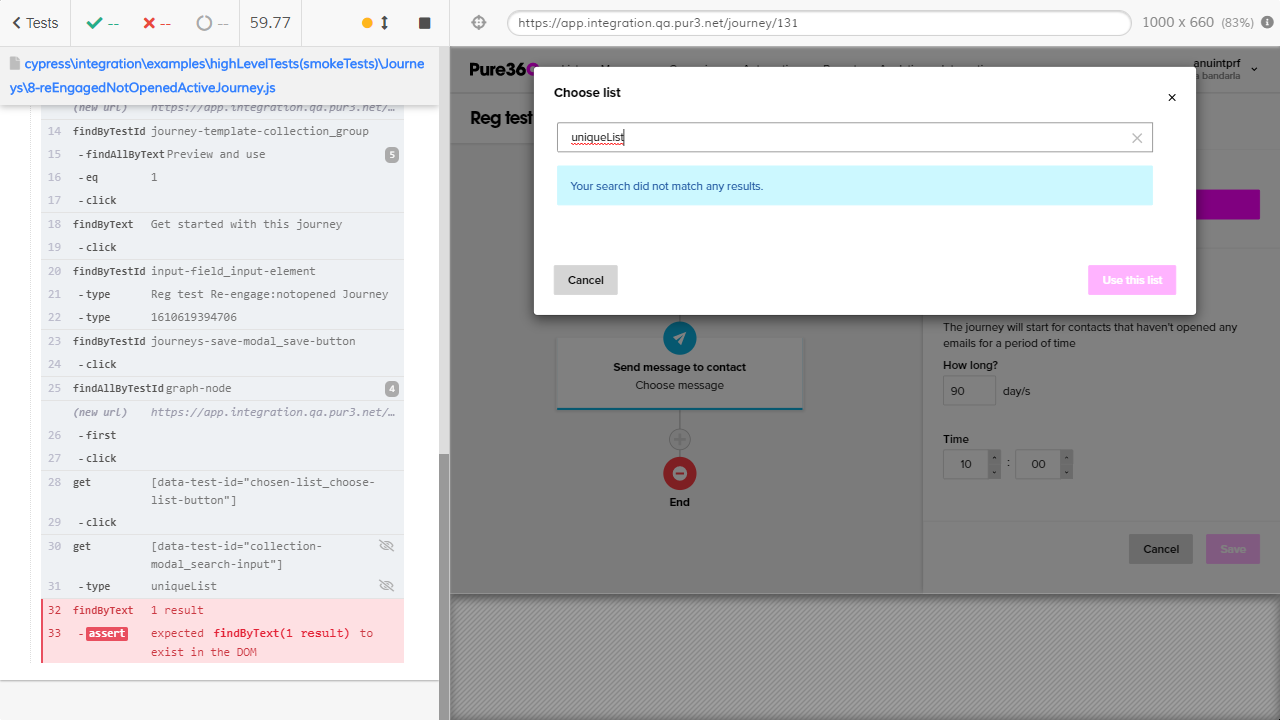 Tests
--
--
--
59.77
https://app.integration.qa.pur3.net/journey/131
1000 x 660 (83%)
cypress\integration\examples\highLevelTests(smokeTests)\Journe
ys\8-reEngagedNotOpenedActiveJourney.js
(new url) https://app.integration.qa.pur3.net/…
14 findByTestId journey-template-collection_group
15 -findAllByText Preview and use 5
16 -eq 1
17 -click
18 findByText Get started with this journey
19 -click
20 findByTestId input-field_input-element
21 -type Reg test Re-engage:notopened Journey
22 -type 1610619394706
23 findByTestId journeys-save-modal_save-button
24 -click
25 findAllByTestId graph-node 4
(new url) https://app.integration.qa.pur3.net/…
26 -first
27 -click
28 get [data-test-id="chosen-list_choose-
list-button"]
29 -click
30 get [data-test-id="collection-
modal_search-input"]
31 -type uniqueList
32 findByText 1 result
33 -assert expected findByText(1 result) to
exist in the DOM
Pure36
anuintprf
bandarla
Reg test
Choose list
uniqueList
Your search did not match any results.
Cancel
Use this list
Send message to contact
Choose message
End
The journey will start for contacts that haven't opened any
emails for a period of time
How long?
90 day/s
Time
10 : 00
Cancel
Save